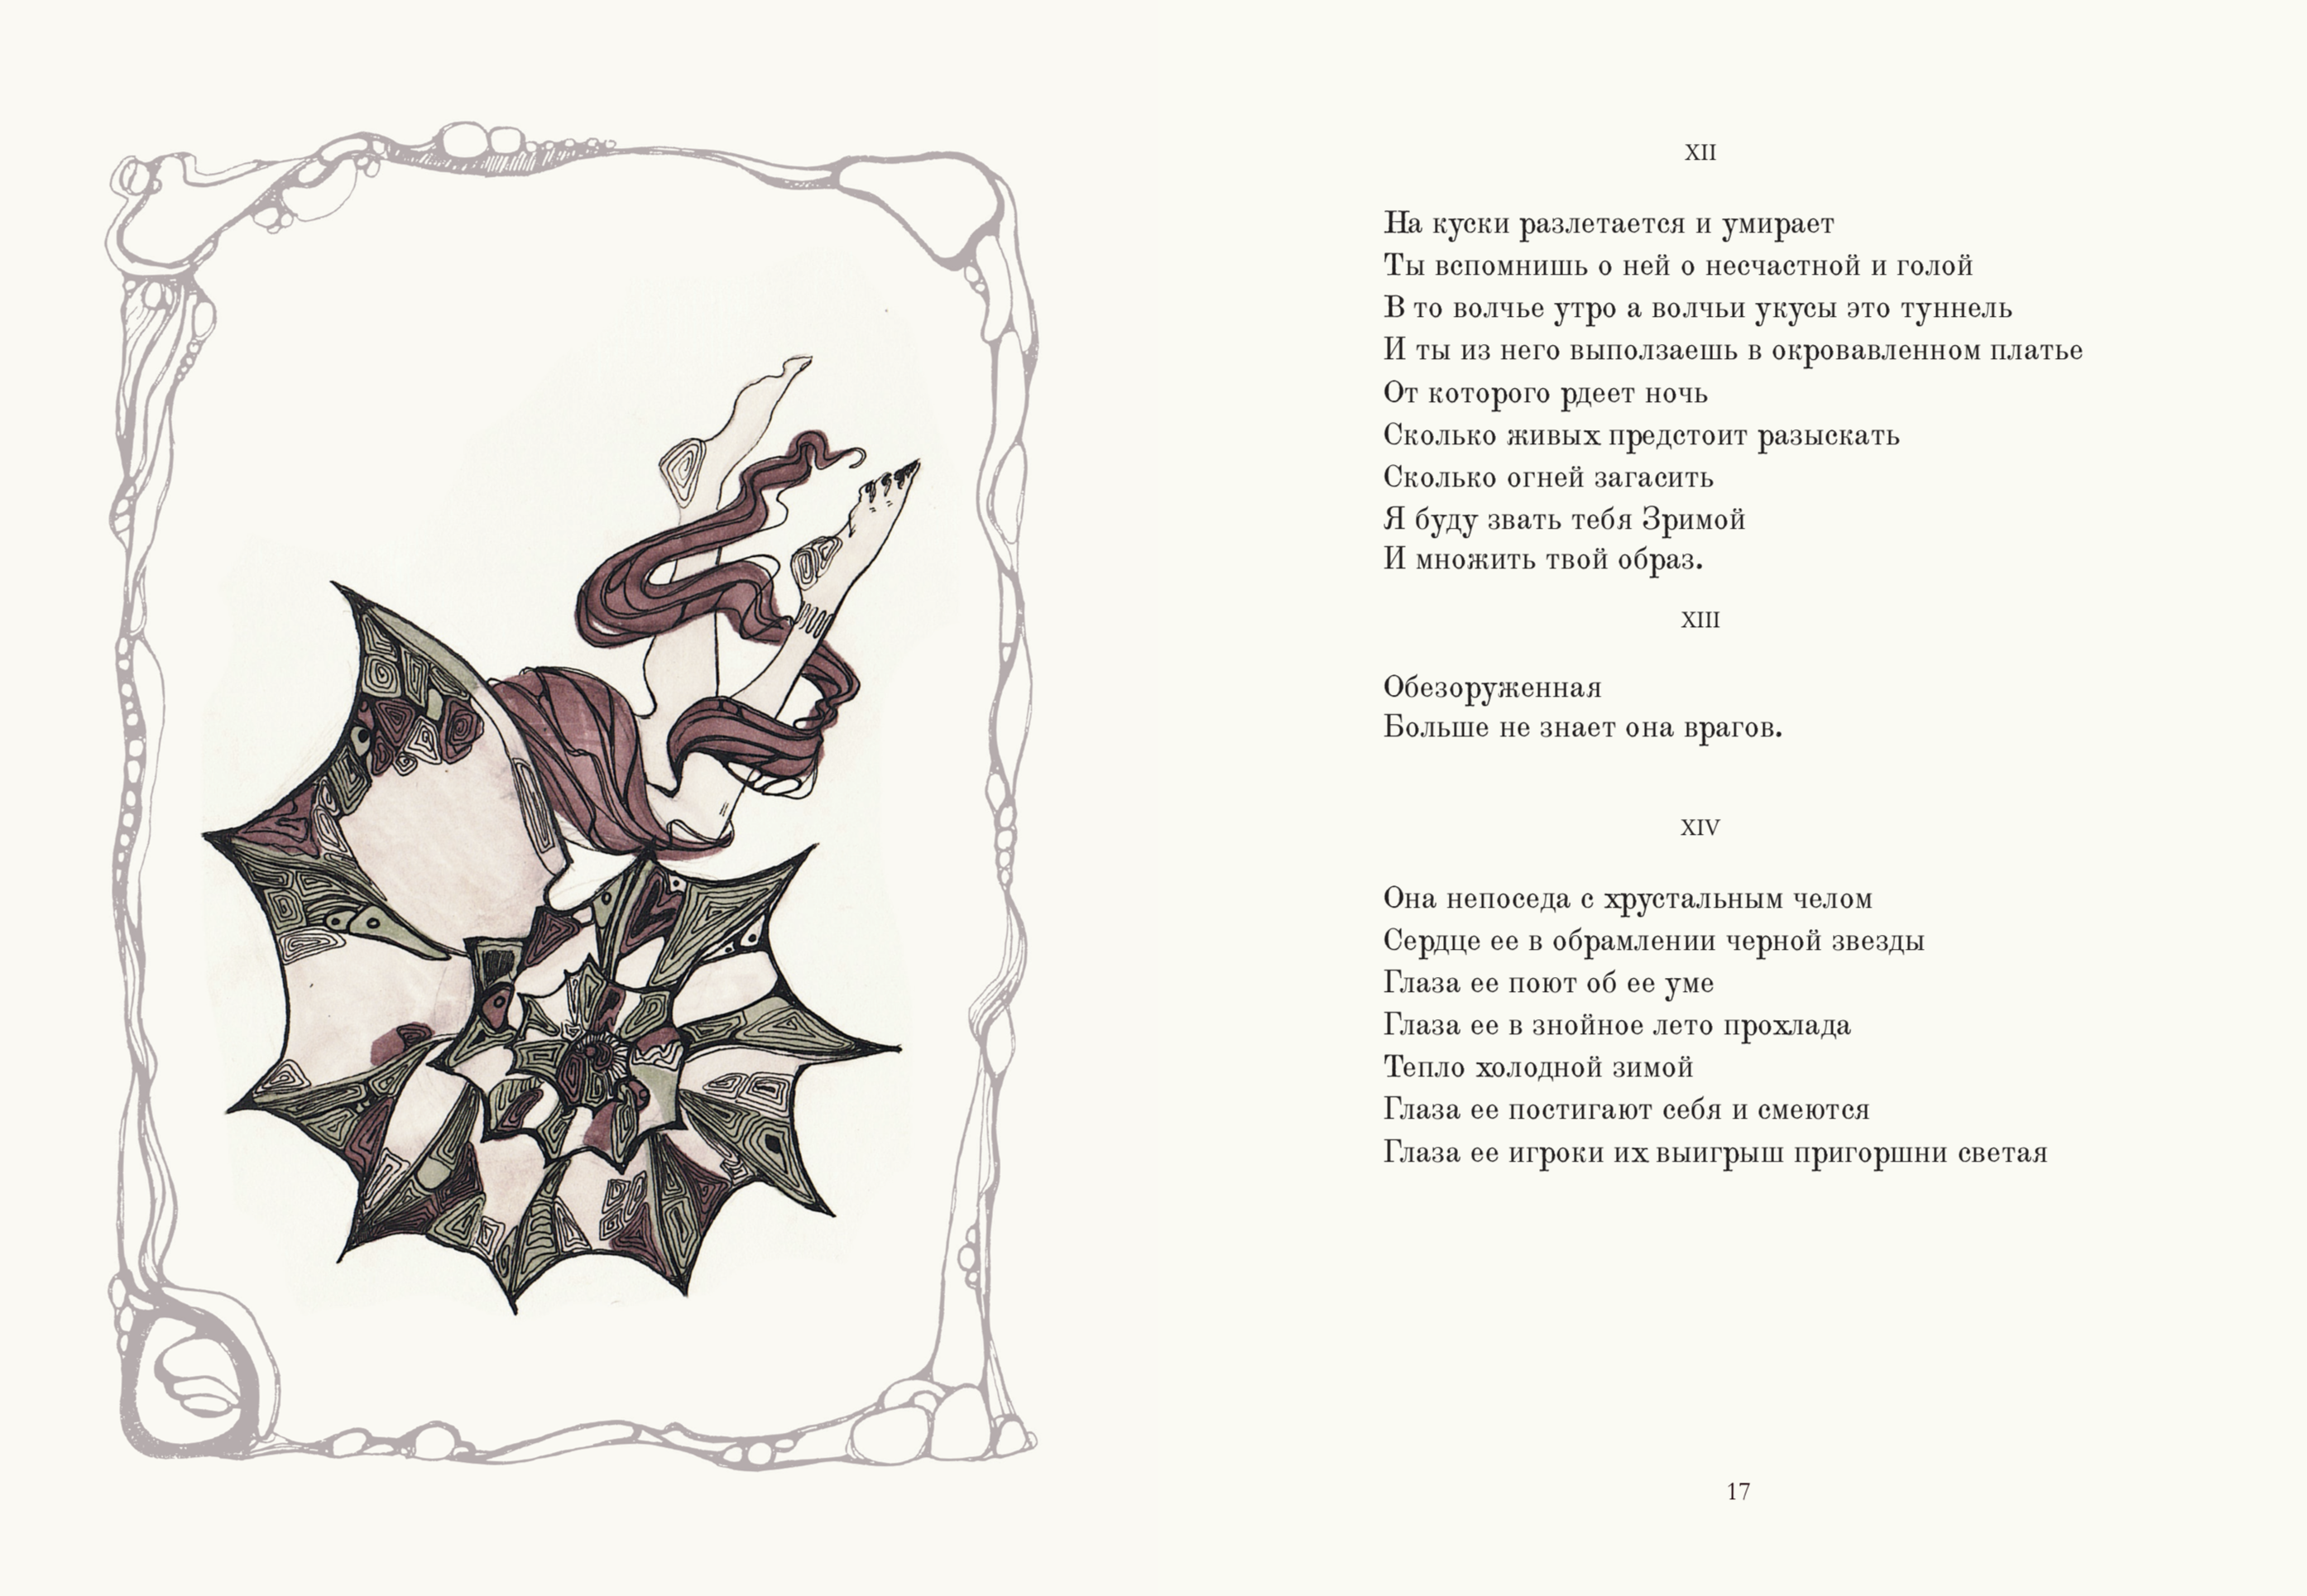 XII
На куски разлетается и умирает
Ты вспомнишь о ней о несчастной и голой
В то волчье утро а волчьи укусы это туннель
И ты из него выползаешь в окровавленном платье
От которого рдеет ночь
Сколько живых предстоит разыскать
Сколько огней загасить
Я буду звать тебя Зримой
И множить твой образ.
XIII
Обезоруженная
Больше не знает она врагов.
XIV
Она непоседа с хрустальным челом
Сердце ее в обрамлении черной звезды
Глаза ее поют об ее уме
Глаза ее в знойное лето прохлада
Тепло холодной зимой
Глаза ее постигают себя и смеются
Глаза ее игроки их выигрыш пригоршни светая
17